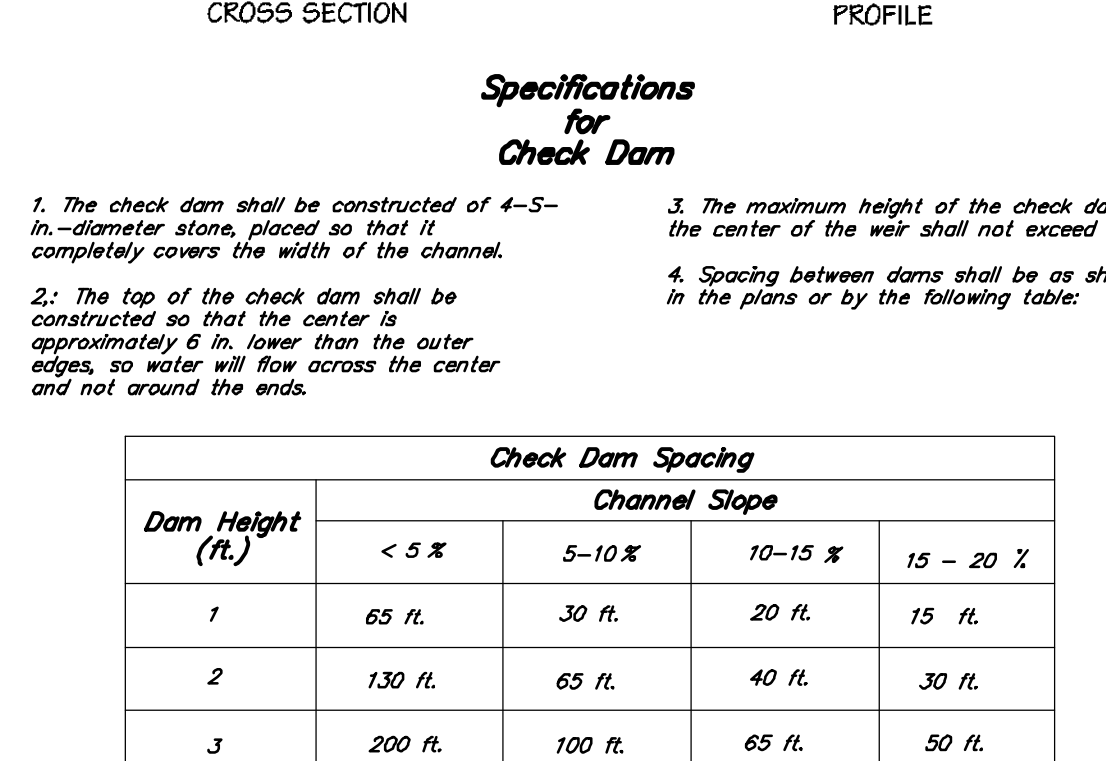 CROSS SECTION
PROFILE
Specifications
for
Check Dam
1. The check dam shall be constructed of 4-S-
in.-diameter stone, placed so that it
completely covers the width of the channel.
2,: The top of the check dam shall be
constructed so that the center is
approximately 6 in. lower than the outer
edges, so water will flow across the center
and not around the ends.
3. The maximum height of the check
the center of the weir shall not exceed
4. Spacing between dams shall be as
in the plans or by the following table:
Check Dam Spacing
Dam Height
(ft.)
Channel Slope
< 5 % 5-10 % 10-15 % 15 - 20 %
1 65 ft. 30 ft. 20 ft. 15 ft.
2 130 ft. 65 ft. 40 ft. 30 ft.
3 200 ft. 100 ft. 65 ft. 50 ft.